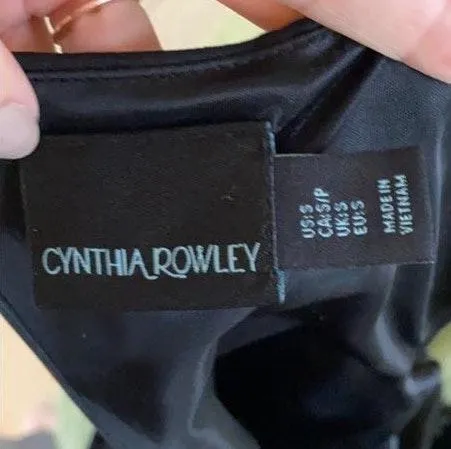 CYNTHIA ROWLEY
US:S
CA:S/P
UK:S
EU:S
MADE IN
VIETNAM